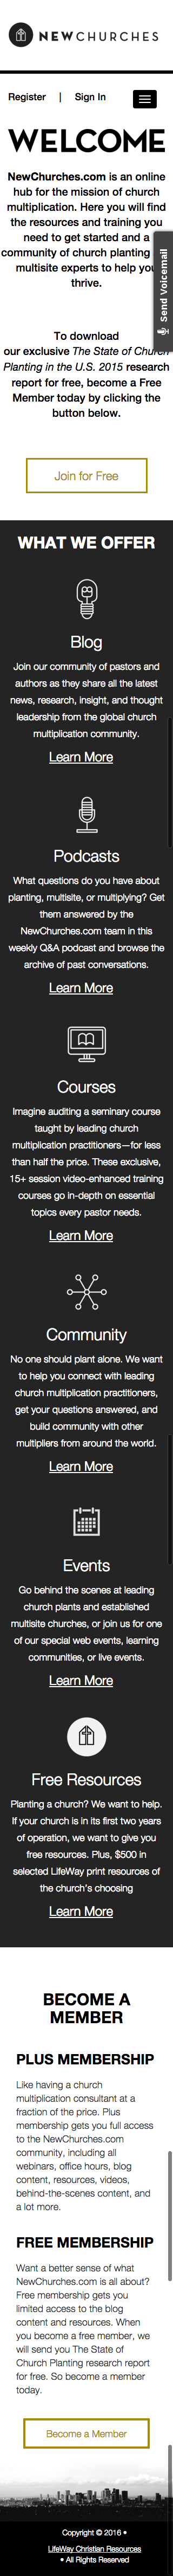 NEWCHURCHES
Register | Sign In
WELCOME
NewChurches.com is an online
hub for the mission of church
multiplication. Here you will find
the resources and training you
need to get started and a
community of church planting
multisite experts to help you
thrive.
Send Voicemail
To download
our exclusive The State of Church
Planting in the U.S. 2015 research
report for free, become a Free
Member today by clicking the
button below.
Join for Free
WHAT WE OFFER
Blog
Join our community of pastors and
authors as they share all the latest
news, research, insight, and thought
leadership from the global church
multiplication community.
Learn More
Podcasts
What questions do you have about
planting, multisite, or multiplying? Get
them answered by the
NewChurches.com team in this
weekly Q&A podcast and browse the
archive of past conversations.
Learn More
Courses
Imagine auditing a seminary course
taught by leading church
multiplication practitioners—for less
than half the price. These exclusive,
15+ session video-enhanced training
courses go in-depth on essential
topics every pastor needs.
Learn More
Community
No one should plant alone. We want
to help you connect with leading
church multiplication practitioners,
get your questions answered, and
build community with other
multipliers from around the world.
Learn More
Events
Go behind the scenes at leading
church plants and established
multisite churches, or join us for one
of our special web events, learning
communities, or live events.
Learn More
Free Resources
Planting a church? We want to help.
If your church is in its first two years
of operation, we want to give you
free resources. Plus, $500 in
selected LifeWay print resources of
the church's choosing
Learn More
BECOME A
MEMBER
PLUS MEMBERSHIP
Like having a church
multiplication consultant at a
fraction of the price. Plus
membership gets you full access
to the NewChurches.com
community, including all
webinars, office hours, blog
content, resources, videos,
behind-the-scenes content, and
a lot more.
FREE MEMBERSHIP
Want a better sense of what
NewChurches.com is all about?
Free membership gets you
limited access to the blog
content and resources. When
you become a free member, we
will send you The State of
Church Planting research report
for free. So become a member
today.
Become a Member
Copyright © 2016 •
LifeWay Christian Resources
• All Rights Reserved